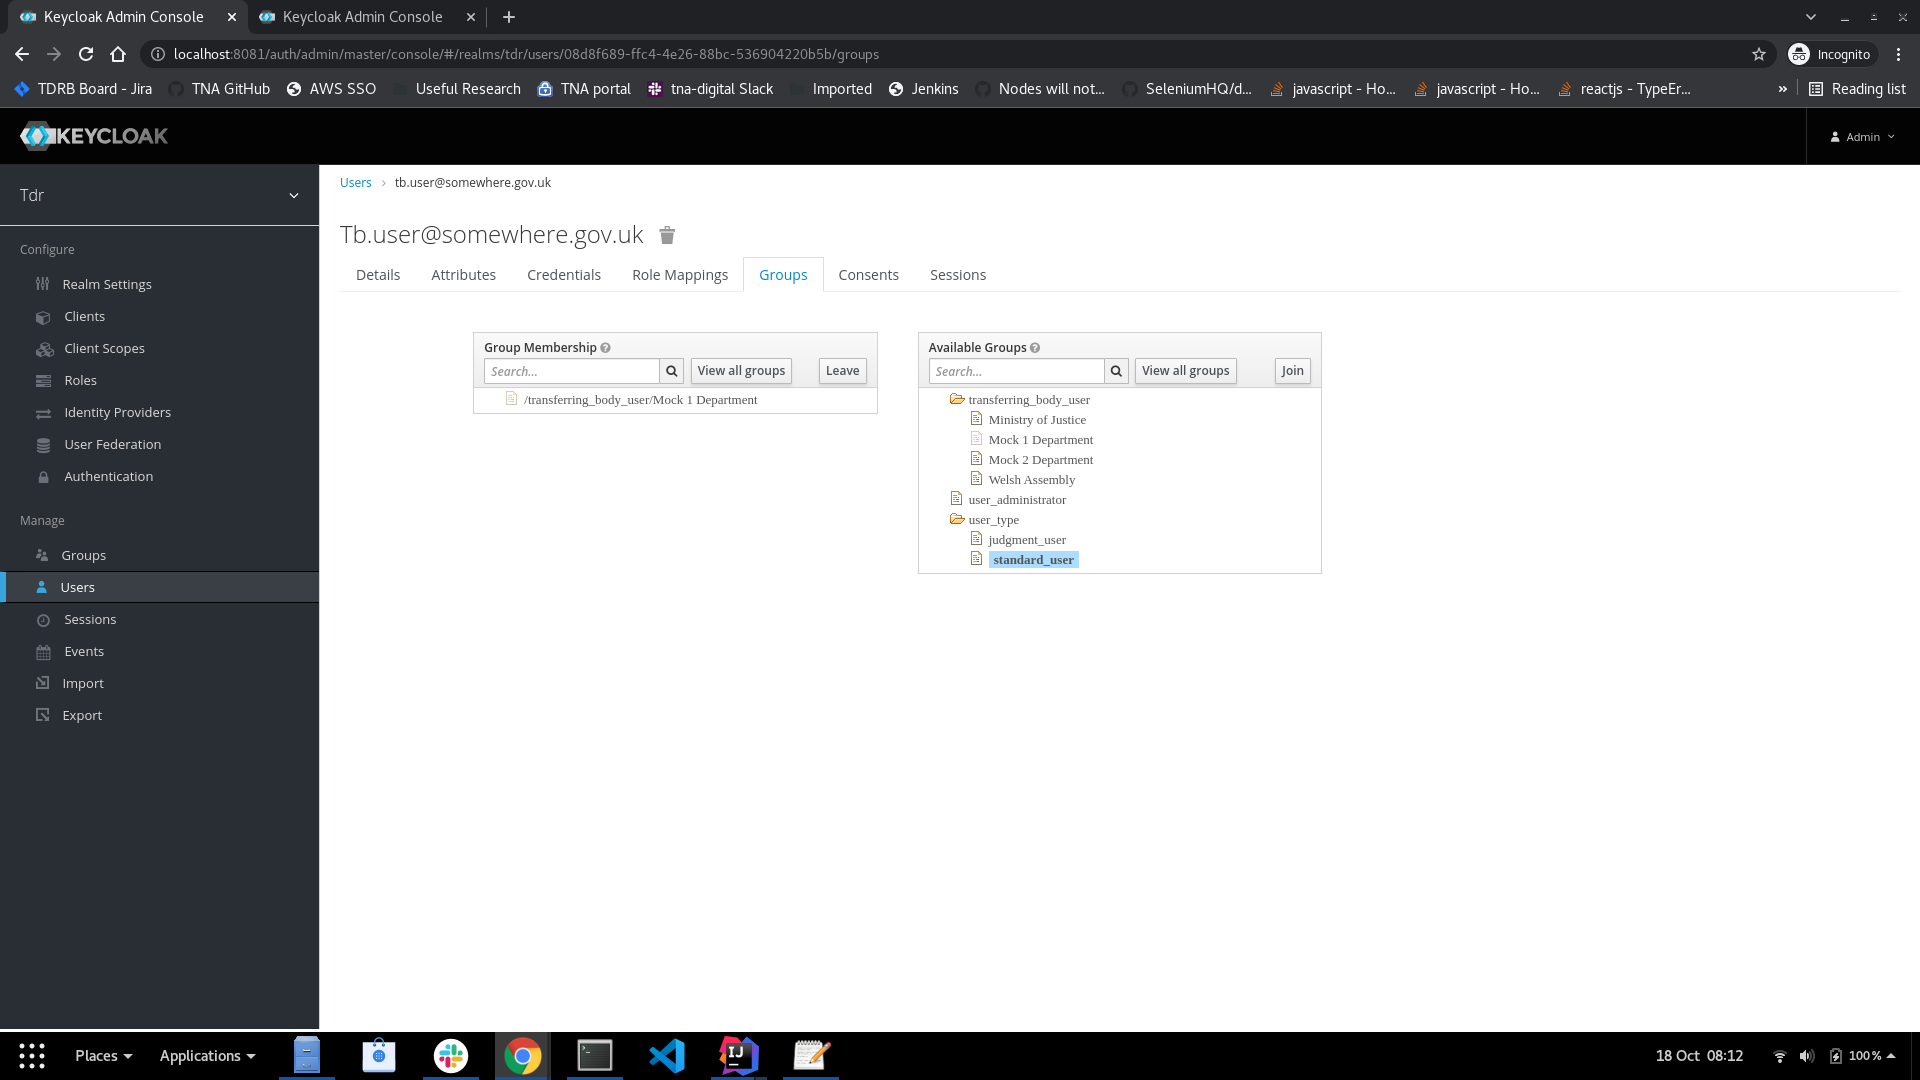 Keycloak Admin Console
Keycloak Admin Console
localhost:8081/auth/admin/master/console/#/realms/tdr/users/08d8f689-ffc4-4e26-88bc-536904220b5b/groups
Incognito
TDRB Board - Jira
TNA GitHub
AWS SSO
Useful Research
TNA portal
tna-digital Slack
Imported
Jenkins
Nodes will not...
SeleniumHQ/d...
javascript - Ho...
javascript - Ho...
reactjs - TypeEr...
»
Reading list
KEYCLOAK
Admin
Tdr
Configure
Realm Settings
Clients
Client Scopes
Roles
Identity Providers
User Federation
Authentication
Manage
Groups
Users
Sessions
Events
Import
Export
Users > tb.user@somewhere.gov.uk
Tb.user@somewhere.gov.uk
Details Attributes Credentials Role Mappings Groups Consents Sessions
Group Membership
Search... View all groups Leave
/transferring_body_user/Mock 1 Department
Available Groups
Search... View all groups Join
transferring_body_user
Ministry of Justice
Mock 1 Department
Mock 2 Department
Welsh Assembly
user_administrator
user_type
judgment_user
standard_user
Places
Applications
IJ
18 Oct 08:12
100 %